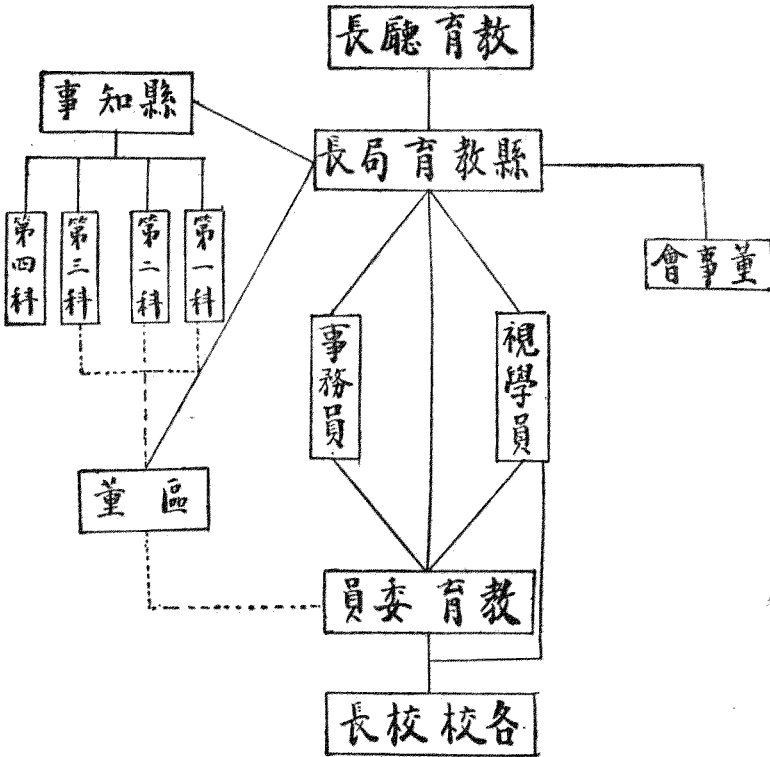 教育廳長
縣知事
縣教育局長
董事會
第一科
第二科
第三科
第四科
視學員
事務員
區董
教育委員
各校校長